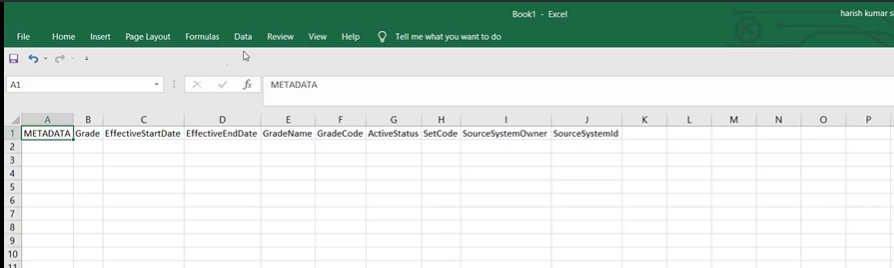 Book1 - Excel
harish kumar s
File Home Insert Page Layout Formulas Data Review View Help Tell me what you want to do
A1 fx METADATA
A B C D E F G H I J K L M N O P
1 METADATA Grade EffectiveStartDate EffectiveEndDate GradeName GradeCode ActiveStatus SetCode SourceSystemOwner SourceSystemId
2
3
4
5
6
7
8
9
10
11